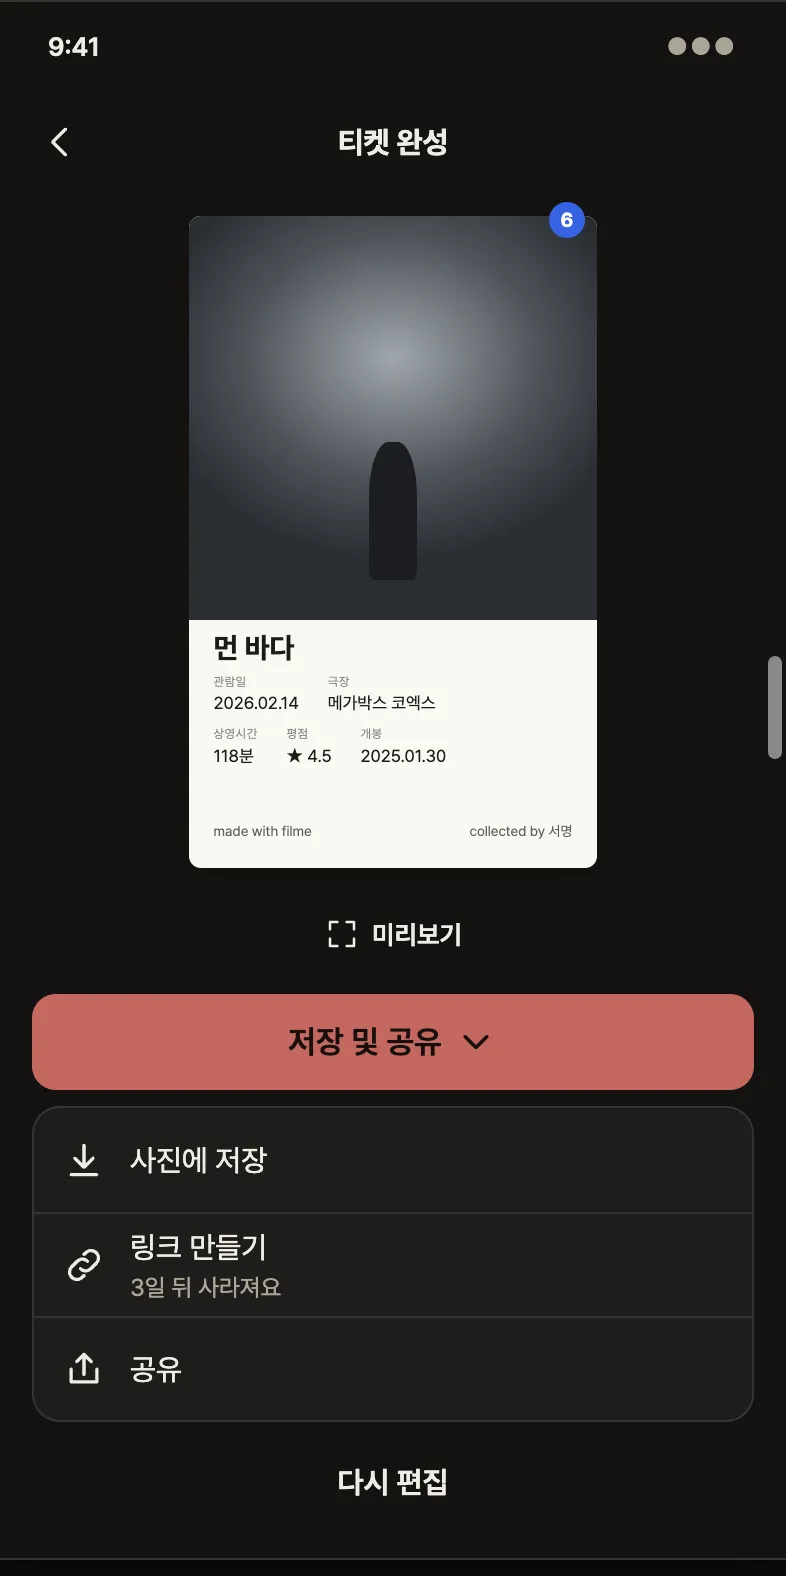 9:41
티켓 완성
6
먼 바다
관람일 극장
2026.02.14 메가박스 코엑스
상영시간 평점 개봉
118분 ★ 4.5 2025.01.30
made with filme collected by 서명
미리보기
저장 및 공유
사진에 저장
링크 만들기
3일 뒤 사라져요
공유
다시 편집